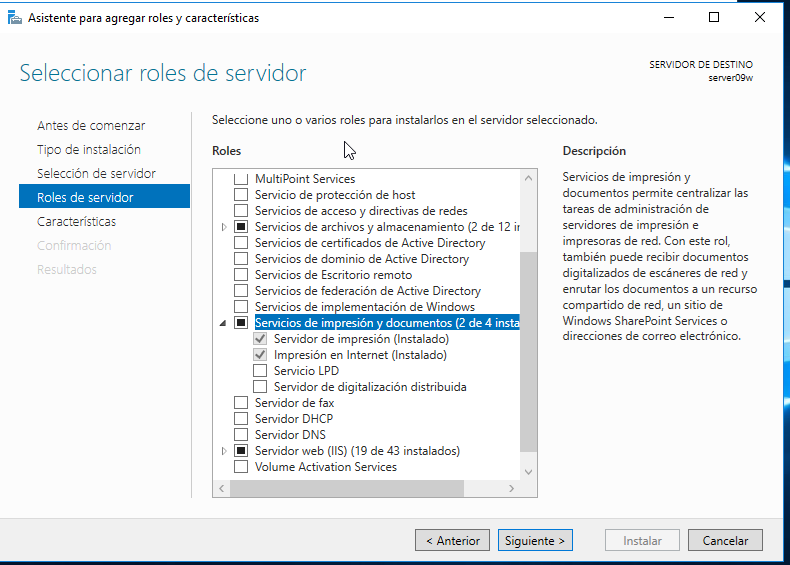 Asistente para agregar roles y características
Seleccionar roles de servidor
SERVIDOR DE DESTINO
server09w
Antes de comenzar
Tipo de instalación
Selección de servidor
Roles de servidor
Características
Confirmación
Resultados
Seleccione uno o varios roles para instalarlos en el servidor seleccionado.
Roles
MultiPoint Services
Servicio de protección de host
Servicios de acceso y directivas de redes
Servicios de archivos y almacenamiento (2 de 12 ir
Servicios de certificados de Active Directory
Servicios de dominio de Active Directory
Servicios de Escritorio remoto
Servicios de federación de Active Directory
Servicios de implementación de Windows
Servicios de impresión y documentos (2 de 4 insta
Servidor de impresión (Instalado)
Impresión en Internet (Instalado)
Servicio LPD
Servidor de digitalización distribuida
Servidor de fax
Servidor DHCP
Servidor DNS
Servidor web (IIS) (19 de 43 instalados)
Volume Activation Services
Descripción
Servicios de impresión y
documentos permite centralizar las
tareas de administración de
servidores de impresión e
impresoras de red. Con este rol,
también puede recibir documentos
digitalizados de escáneres de red y
enrutar los documentos a un recurso
compartido de red, un sitio de
Windows SharePoint Services o
direcciones de correo electrónico.
< Anterior
Siguiente >
Instalar
Cancelar